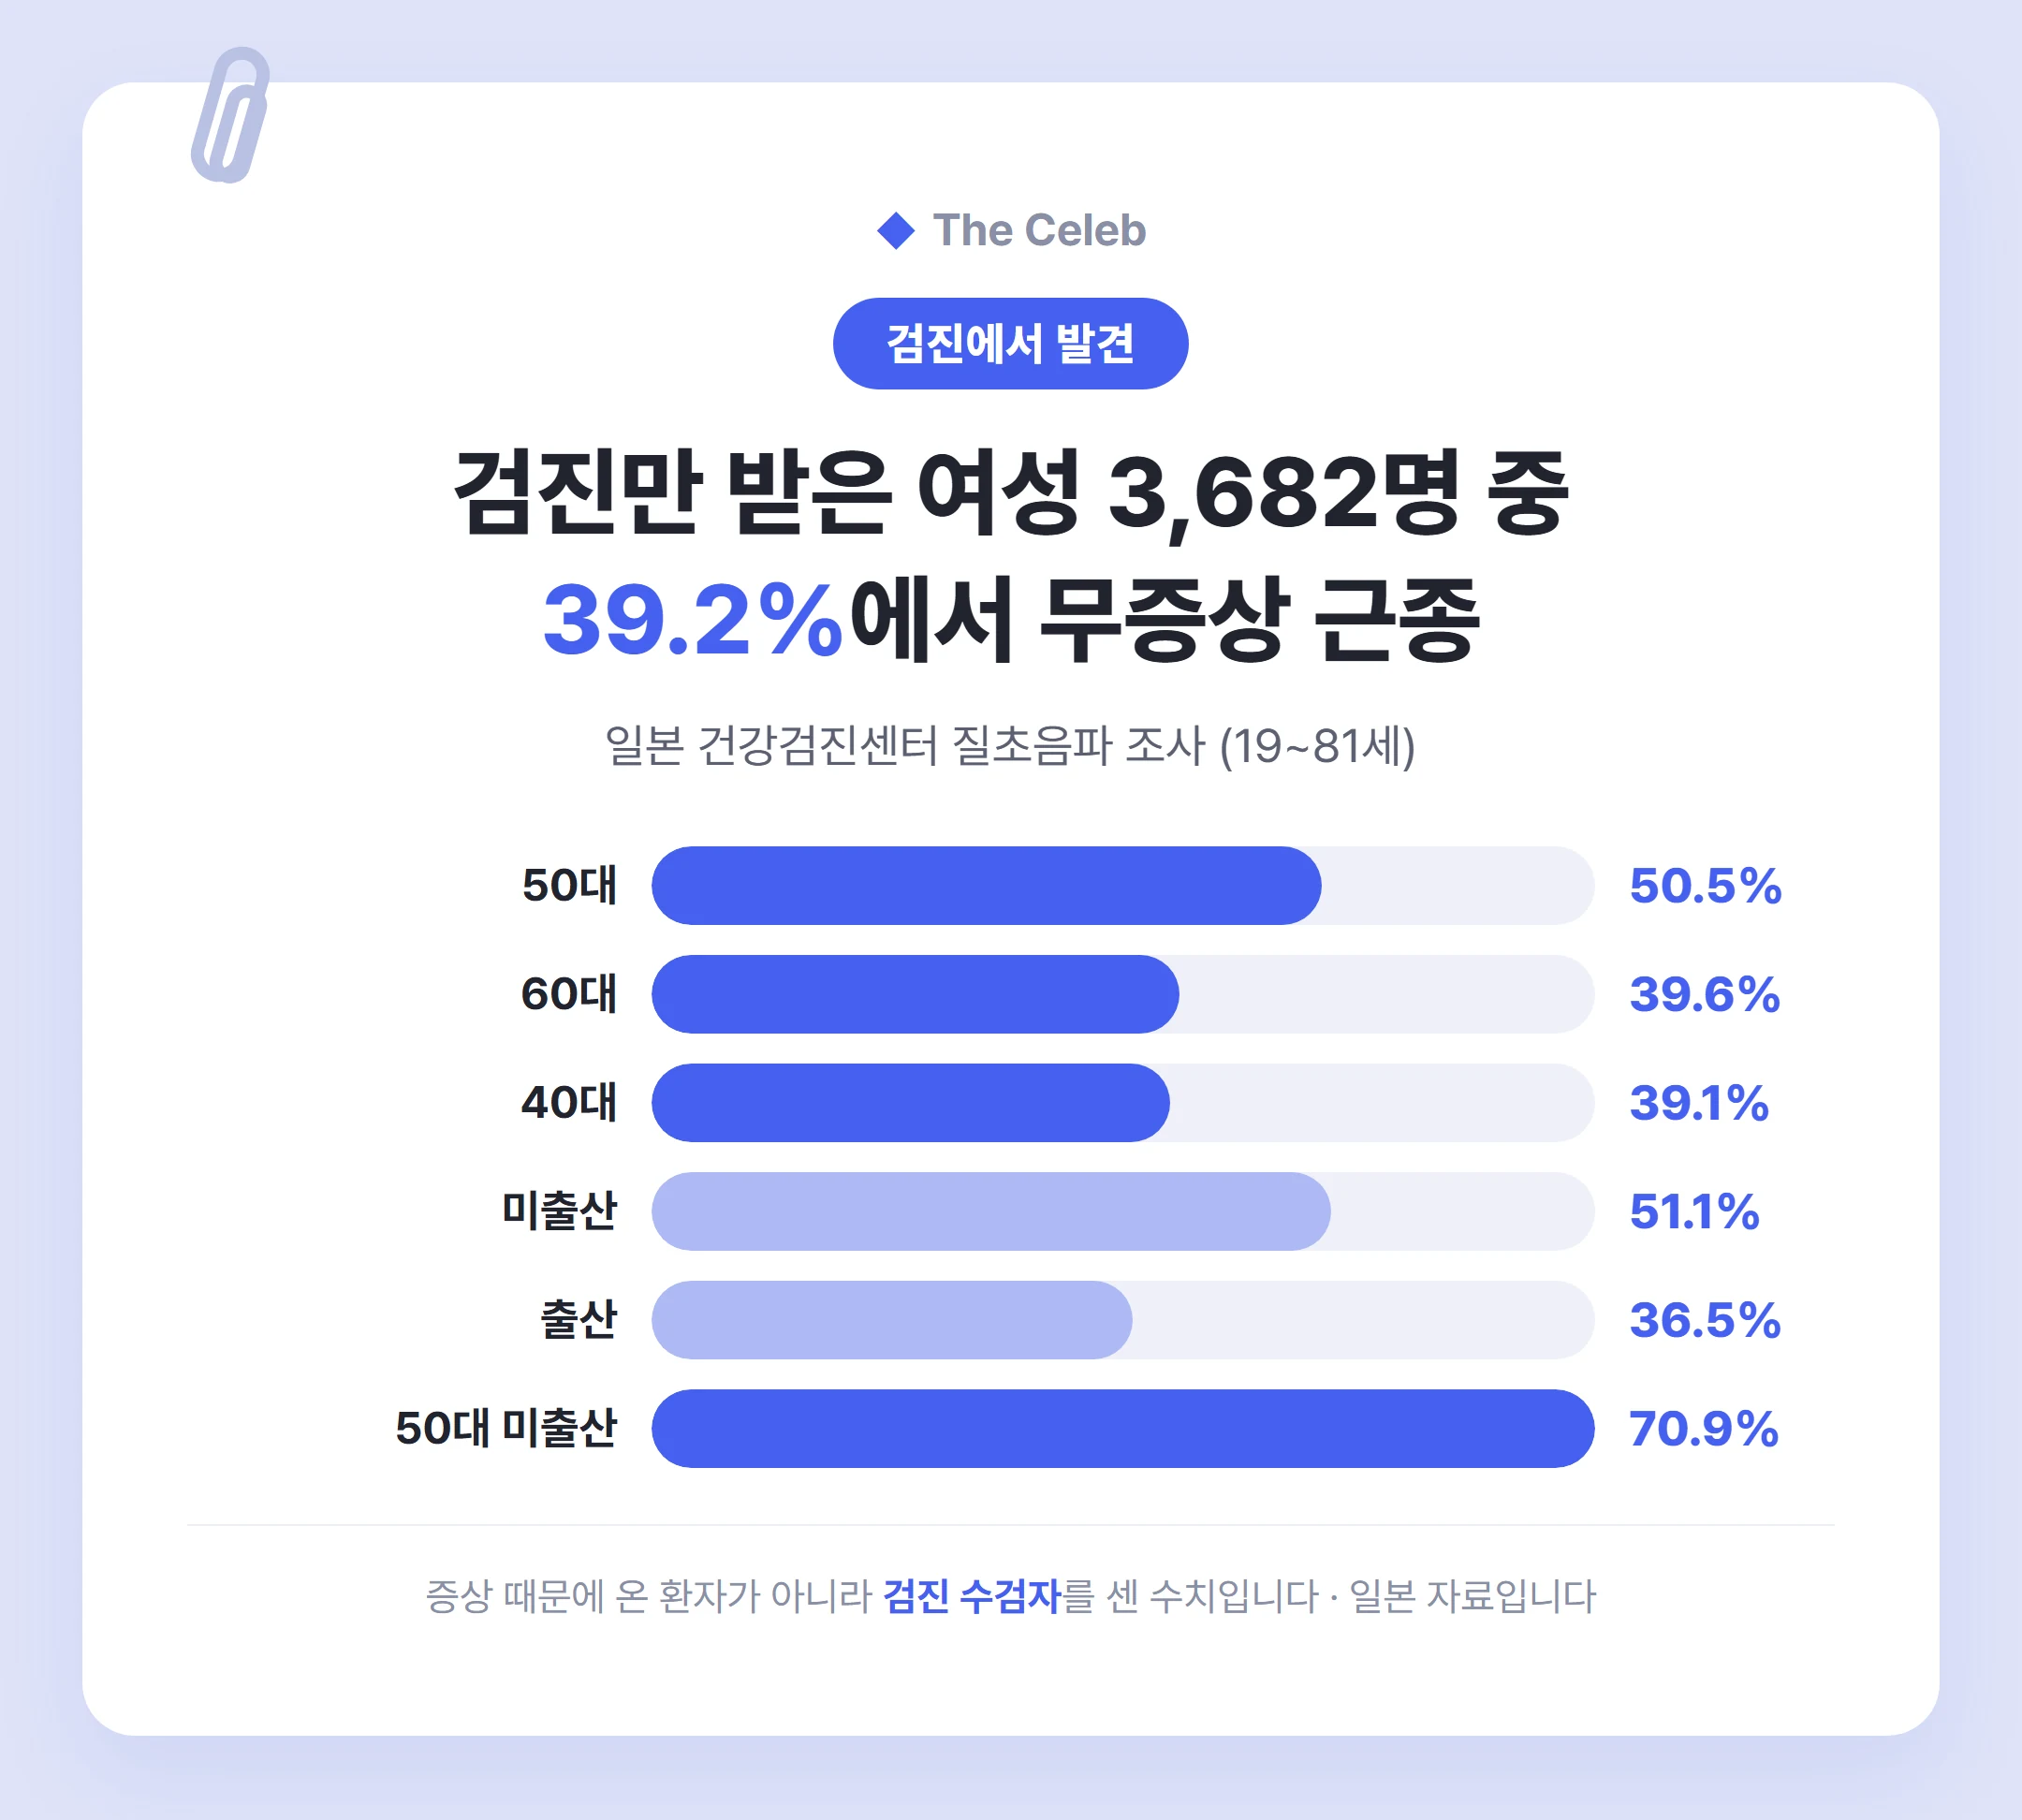 The Celeb
검진에서 발견
검진만 받은 여성 3,682명 중
39.2%에서 무증상 근종
일본 건강검진센터 질초음파 조사 (19~81세)
50대 50.5%
60대 39.6%
40대 39.1%
미출산 51.1%
출산 36.5%
50대 미출산 70.9%
증상 때문에 온 환자가 아니라 검진 수검자를 센 수치입니다 · 일본 자료입니다